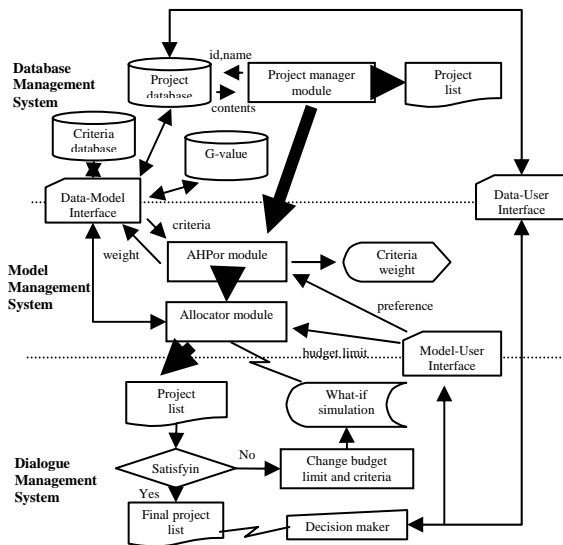 id,name
Database
Management
System
Project
database
contents
Project manager
module
Project
list
Criteria
database
G-value
Data-Model
Interface
Data-User
Interface
criteria
weight
AHPor module
Criteria
weight
Model
Management
System
preference
Allocator module
budget limit
Model-User
Interface
Project
list
What-if
simulation
Dialogue
Management
System
Satisfyin
No
Change budget
limit and criteria
Yes
Final project
list
Decision maker